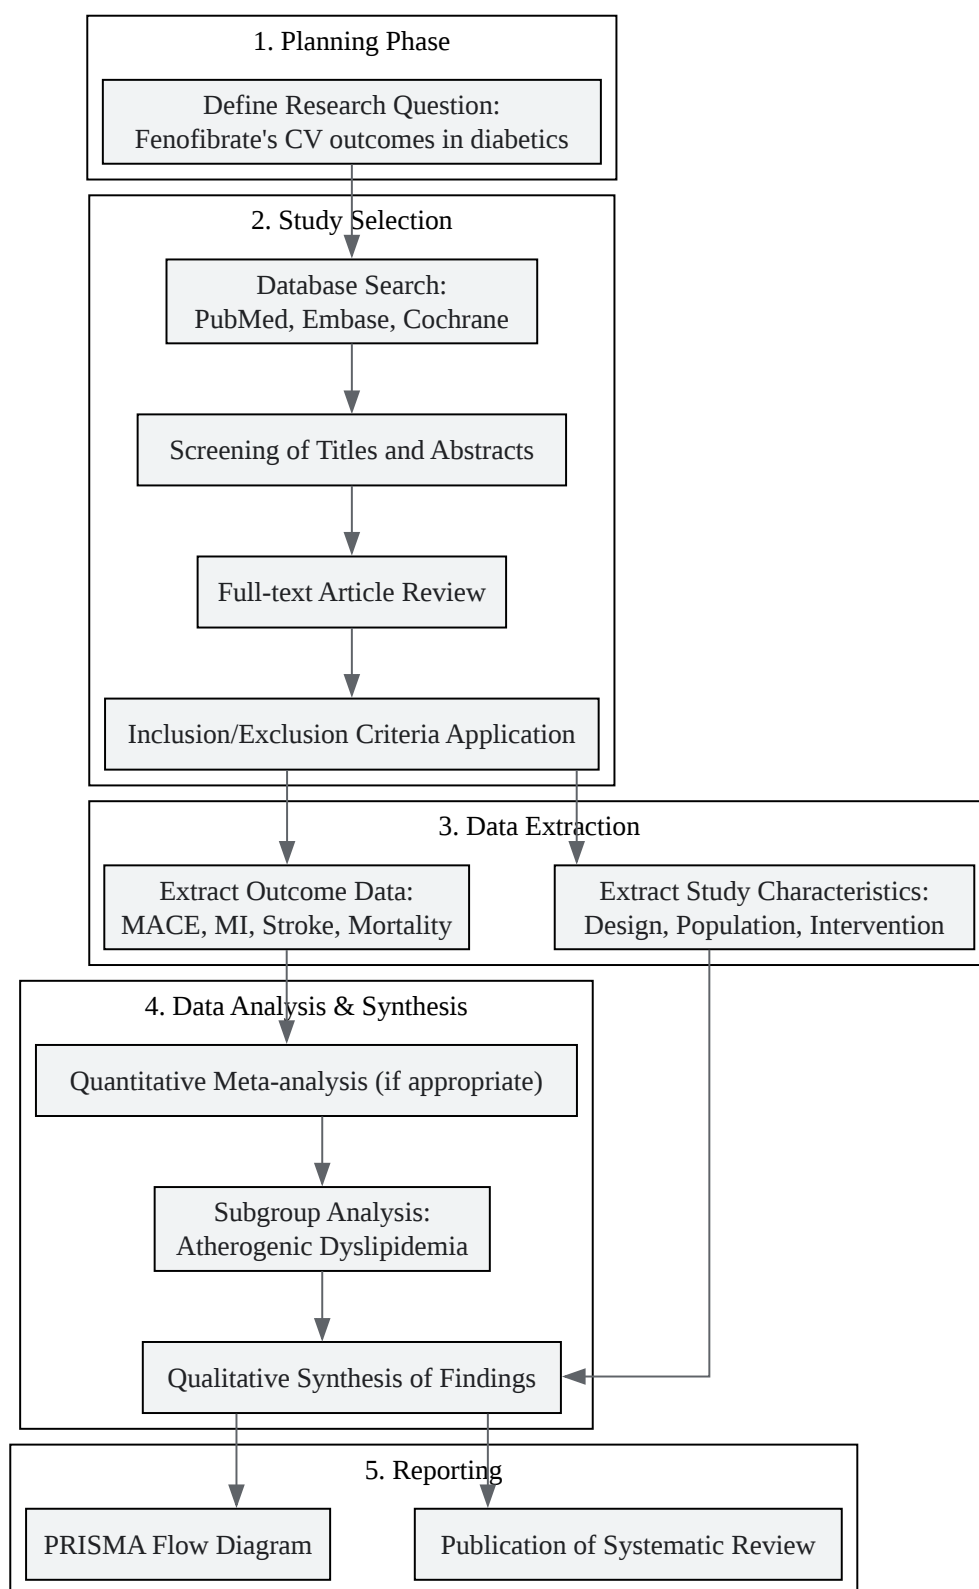 1. Planning Phase
Define Research Question:
Fenofibrate's CV outcomes in diabetics
2. Study Selection
Database Search:
PubMed, Embase, Cochrane
Screening of Titles and Abstracts
Full-text Article Review
Inclusion/Exclusion Criteria Application
3. Data Extraction
Extract Outcome Data:
MACE, MI, Stroke, Mortality
Extract Study Characteristics:
Design, Population, Intervention
4. Data Analysis & Synthesis
Quantitative Meta-analysis (if appropriate)
Subgroup Analysis:
Atherogenic Dyslipidemia
Qualitative Synthesis of Findings
5. Reporting
PRISMA Flow Diagram
Publication of Systematic Review